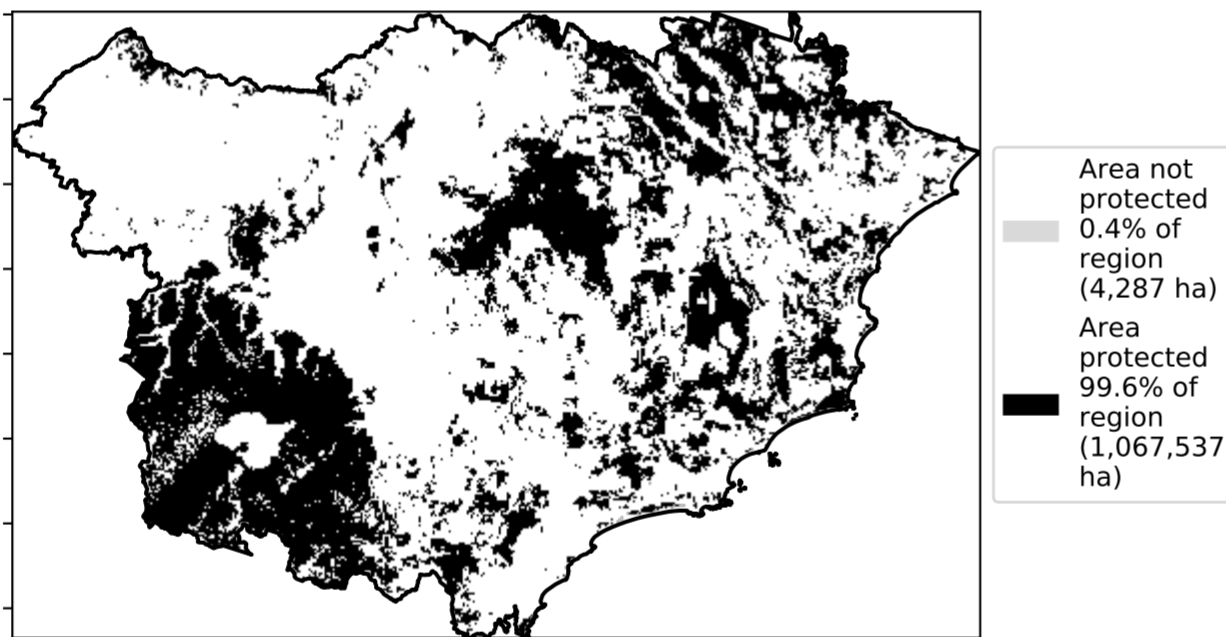 Area not
protected
0.4% of
region
(4,287 ha)
Area
protected
99.6% of
region
(1,067,537
ha)